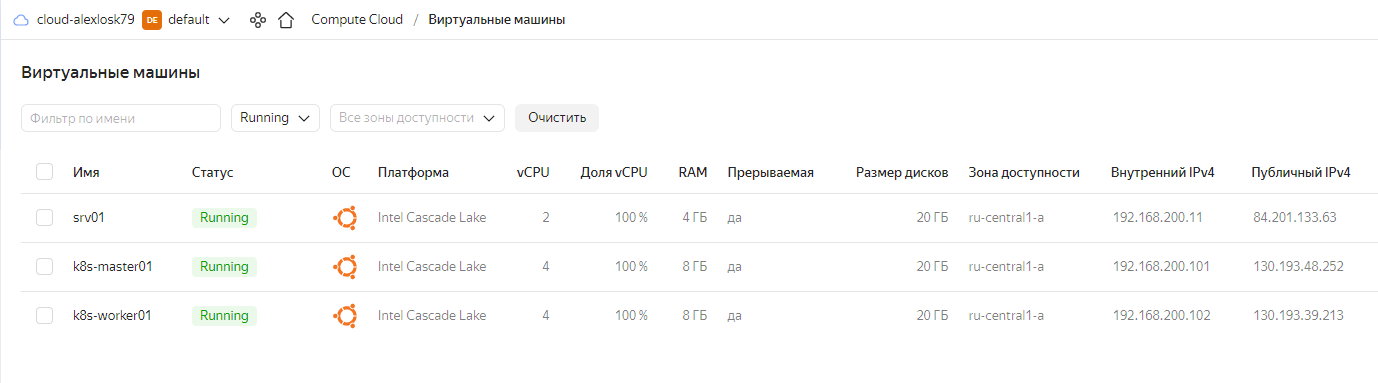 cloud-alexlosk79 DE default Compute Cloud / Виртуальные машины
Виртуальные машины
Фильтр по имени Running Все зоны доступности Очистить
Имя Статус ОС Платформа vCPU Доля vCPU RAM Прерываемая Размер дисков Зона доступности Внутренний IPv4 Публичный IPv4
srv01 Running Intel Cascade Lake 2 100 % 4 ГБ да 20 ГБ ru-central1-a 192.168.200.11 84.201.133.63
k8s-master01 Running Intel Cascade Lake 4 100 % 8 ГБ да 20 ГБ ru-central1-a 192.168.200.101 130.193.48.252
k8s-worker01 Running Intel Cascade Lake 4 100 % 8 ГБ да 20 ГБ ru-central1-a 192.168.200.102 130.193.39.213